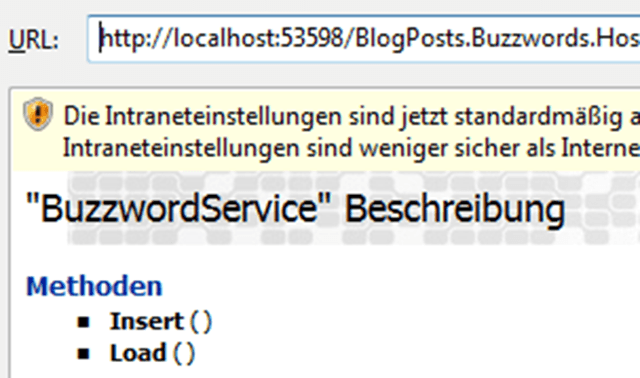 URL: http://localhost:53598/BlogPosts.Buzzwords.Hos
Die Intraneteinstellungen sind jetzt standardmäßig a
Intraneteinstellungen sind weniger sicher als Interne
"BuzzwordService" Beschreibung
Methoden
Insert ()
Load ()